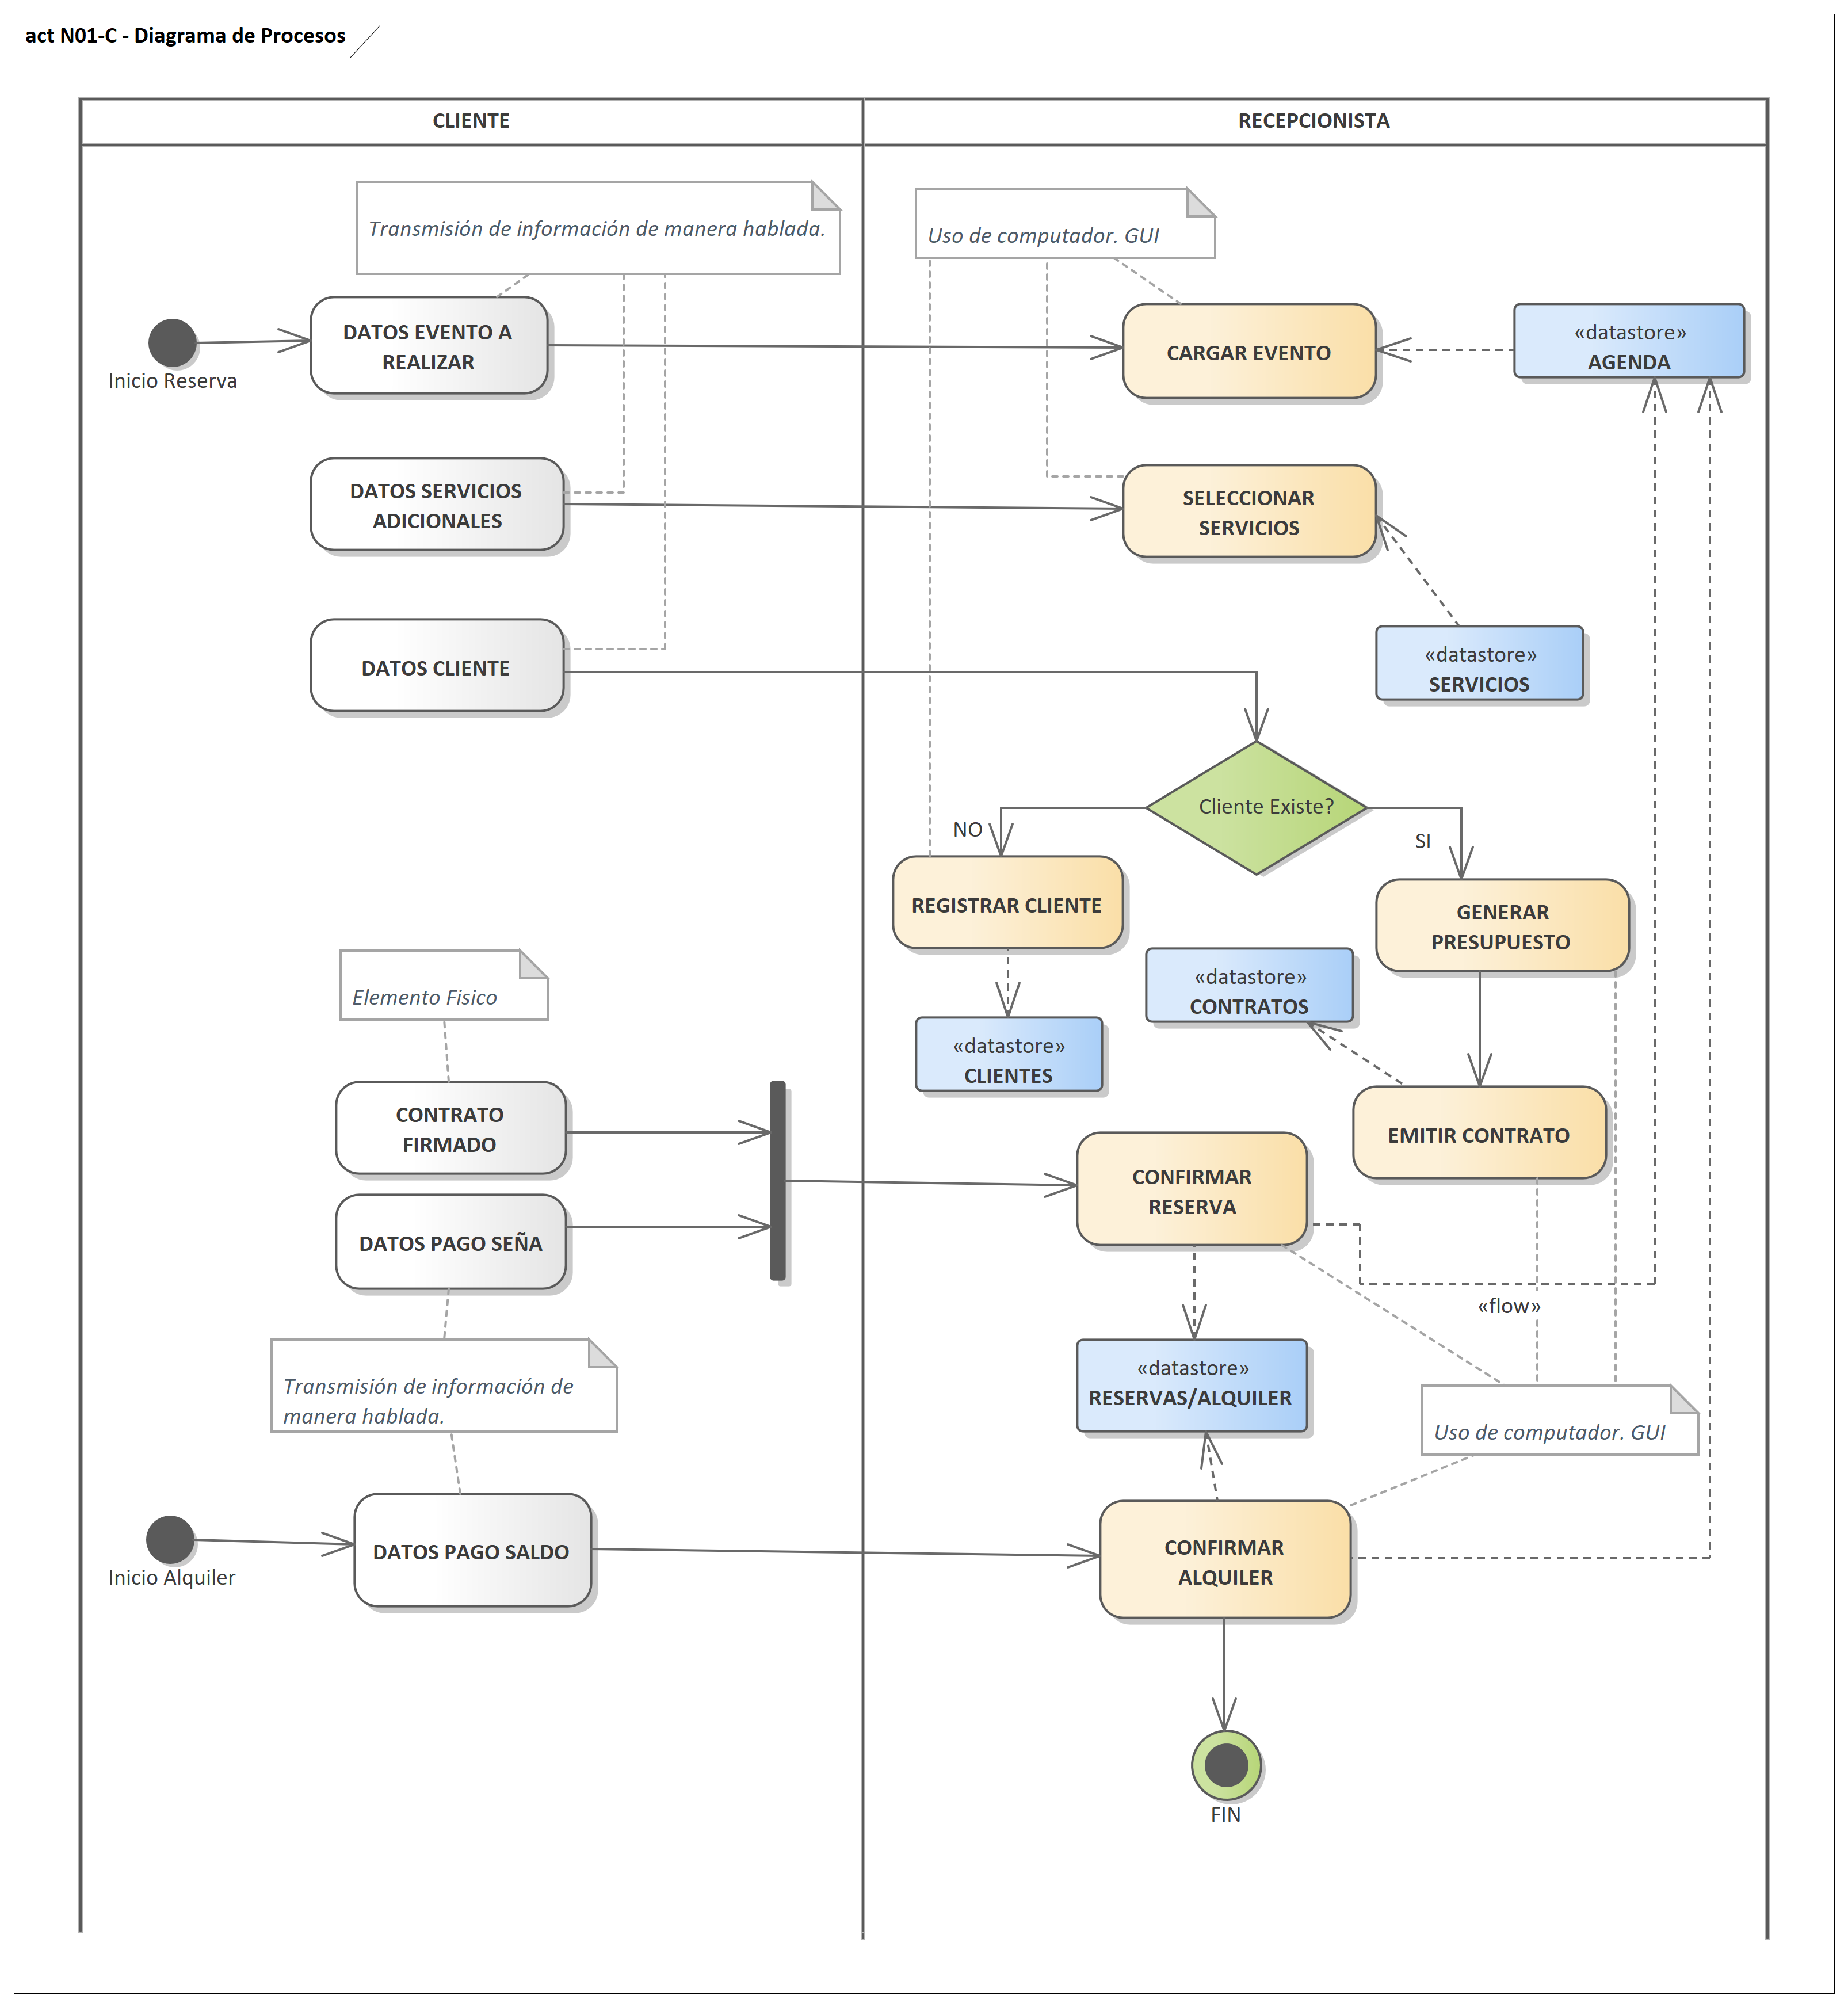 act N01-C - Diagrama de Procesos
CLIENTE
RECEPCIONISTA
Transmisión de información de manera hablada.
Uso de computador. GUI
DATOS EVENTO A
REALIZAR
Inicio Reserva
CARGAR EVENTO
«datastore»
AGENDA
DATOS SERVICIOS
ADICIONALES
SELECCIONAR
SERVICIOS
DATOS CLIENTE
«datastore»
SERVICIOS
Cliente Existe?
NO
SI
REGISTRAR CLIENTE
GENERAR
PRESUPUESTO
Elemento Fisico
«datastore»
CONTRATOS
«datastore»
CLIENTES
CONTRATO
FIRMADO
EMITIR CONTRATO
CONFIRMAR
RESERVA
DATOS PAGO SEÑA
«flow»
Transmisión de información de
manera hablada.
«datastore»
RESERVAS/ALQUILER
Uso de computador. GUI
DATOS PAGO SALDO
Inicio Alquiler
CONFIRMAR
ALQUILER
FIN